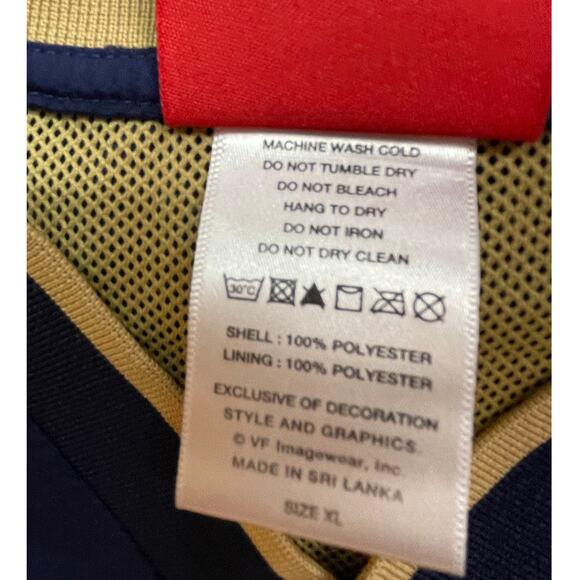 MACHINE WASH COLD
DO NOT TUMBLE DRY
DO NOT BLEACH
HANG TO DRY
DO NOT IRON
DO NOT DRY CLEAN
30°C
SHELL : 100% POLYESTER
LINING : 100% POLYESTER
EXCLUSIVE OF DECORATION
STYLE AND GRAPHICS
© VF Imagewear, Inc.
MADE IN SRI LANKA
SIZE XL